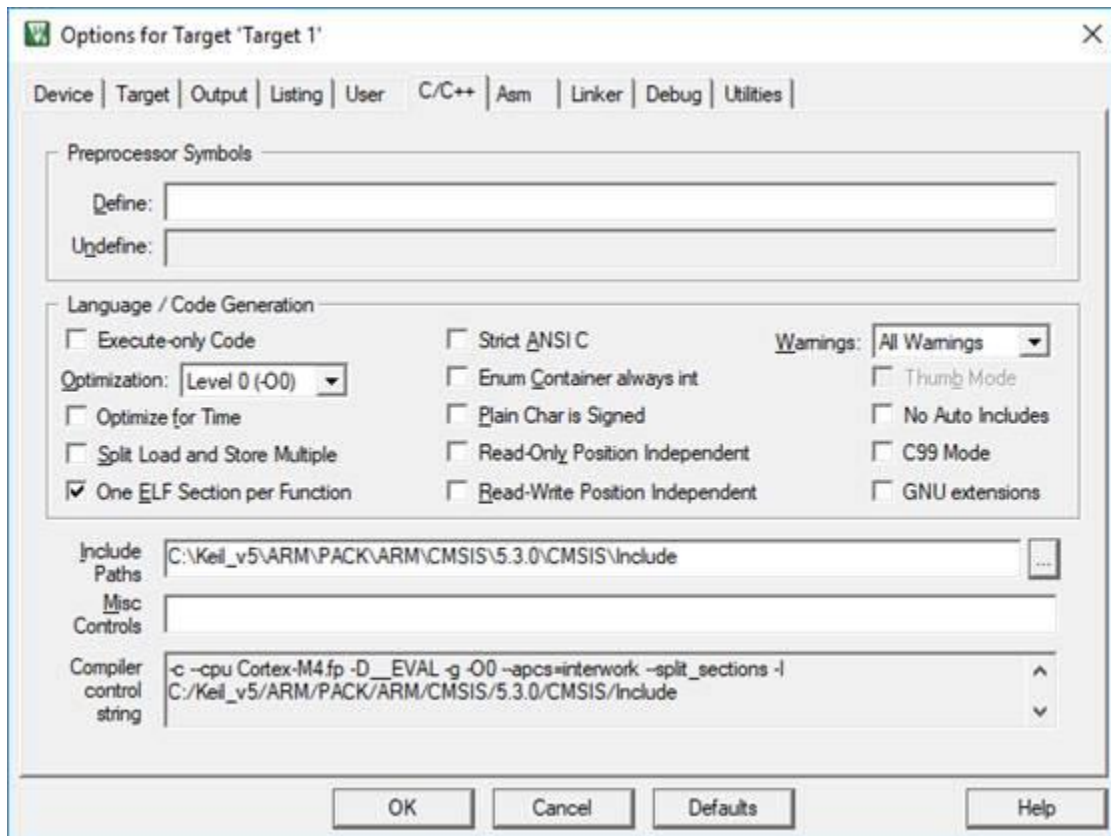 Options for Target 'Target 1'
Device Target Output Listing User C/C++ Asm Linker Debug Utilities
Preprocessor Symbols
Define:
Undefine:
Language / Code Generation
Execute-only Code Strict ANSI C Warnings: All Warnings
Optimization: Level 0 (-O0) Enum Container always int Thumb Mode
Optimize for Time Plain Char is Signed No Auto Includes
Split Load and Store Multiple Read-Only Position Independent C99 Mode
One ELF Section per Function Read-Write Position Independent GNU extensions
Include Paths
C:\Keil_v5\ARM\PACK\ARM\CMSIS\5.3.0\CMSIS\Include ...
Misc Controls
Compiler control string
-c --cpu Cortex-M4.fp -D__EVAL -g -O0 --apcs=interwork --split_sections -I
C:/Keil_v5/ARM/PACK/ARM/CMSIS/5.3.0/CMSIS/Include
OK Cancel Defaults Help